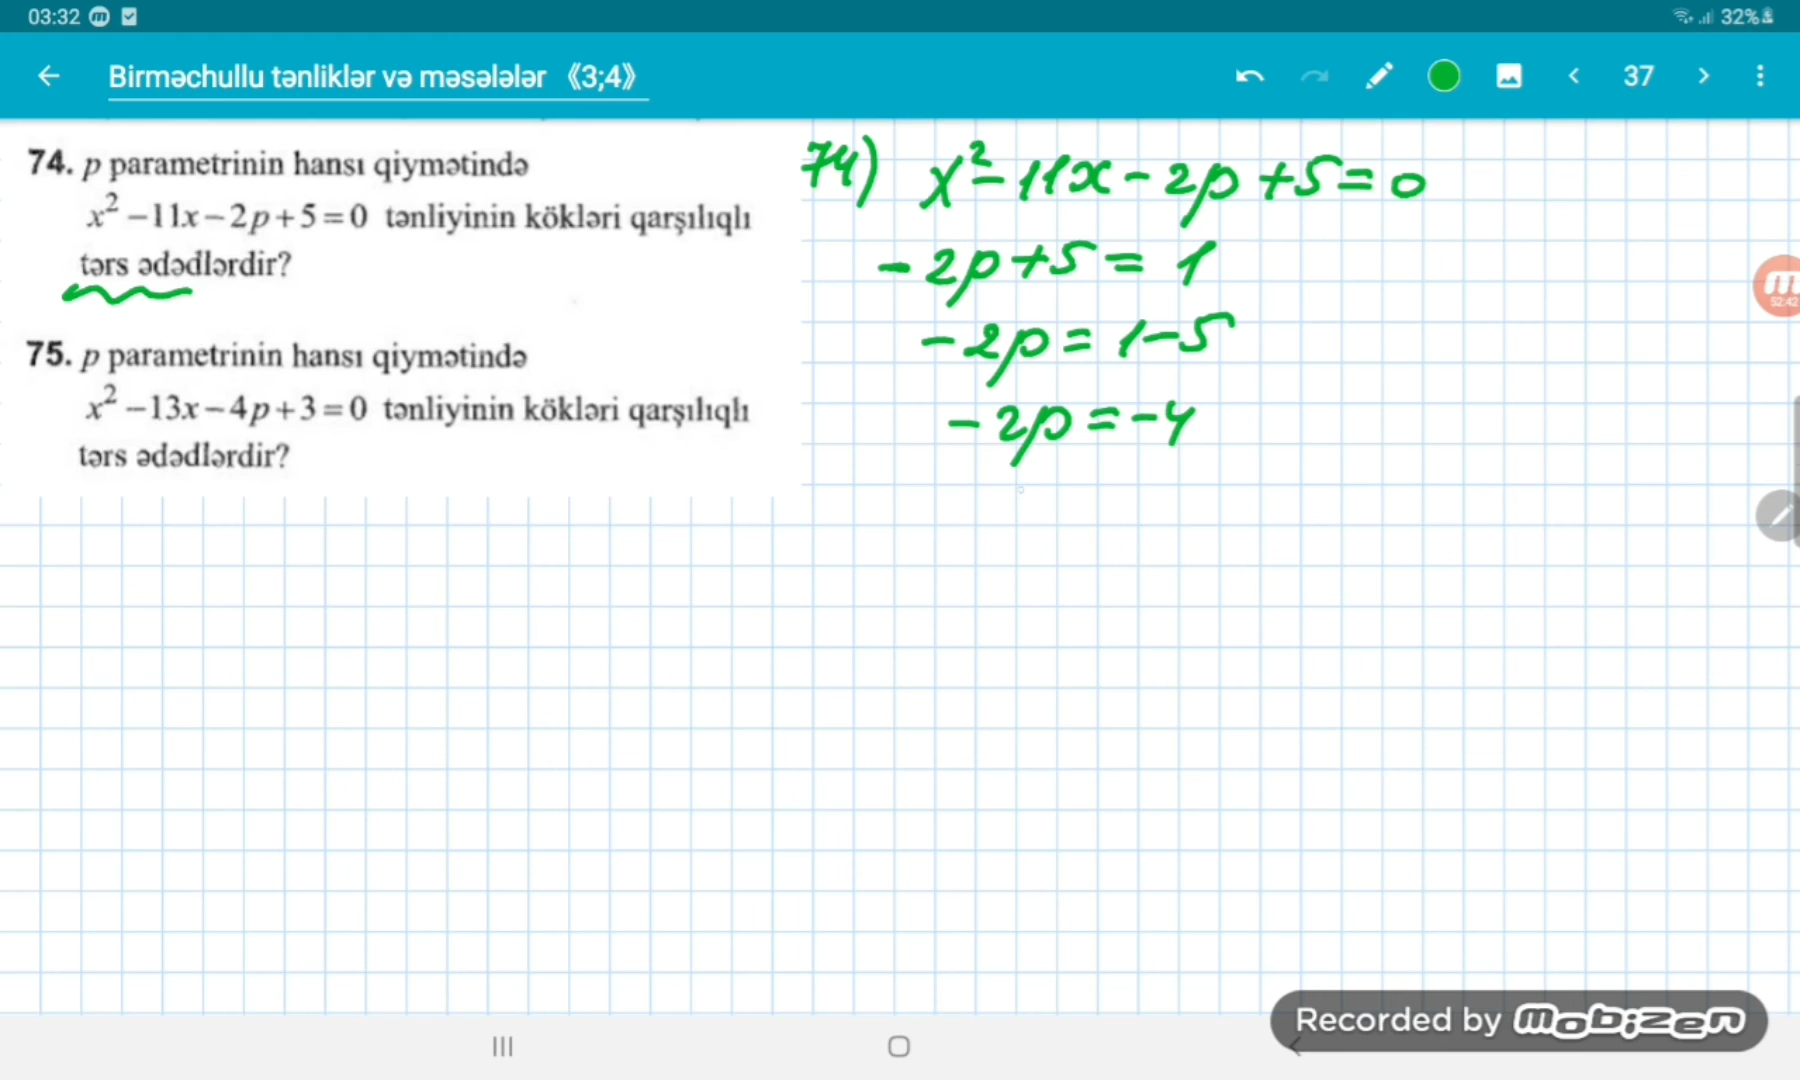 03:32
32%
Birməchullu tənliklər və məsələlər 《3;4》
37
74. p parametrinin hansı qiymətində
x² – 11x – 2p + 5 = 0 tənliyinin kökləri qarşılıqlı
tərs ədədlərdir?
75. p parametrinin hansı qiymətində
x² – 13x – 4p + 3 = 0 tənliyinin kökləri qarşılıqlı
tərs ədədlərdir?
74) x² - 11x - 2p + 5 = 0
- 2p + 5 = 1
- 2p = 1 - 5
- 2p = - 4
52:42
Recorded by mobizen